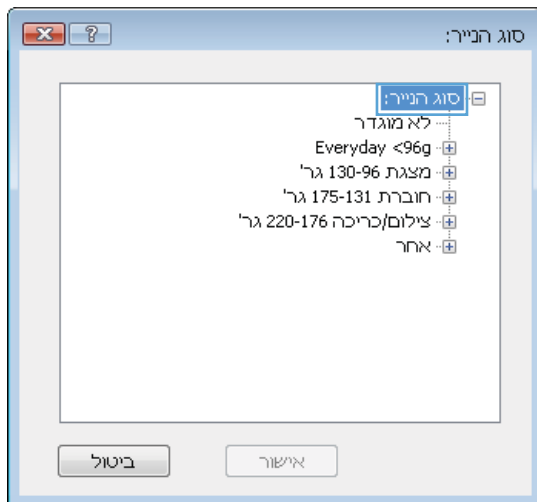 סוג הנייר:
סוג הנייר:
לא מוגדר
Everyday <96g
מצגת 130-96 גר'
חוברת 175-131 גר'
צילום/כריכה 220-176 גר'
אחר
אישור
ביטול